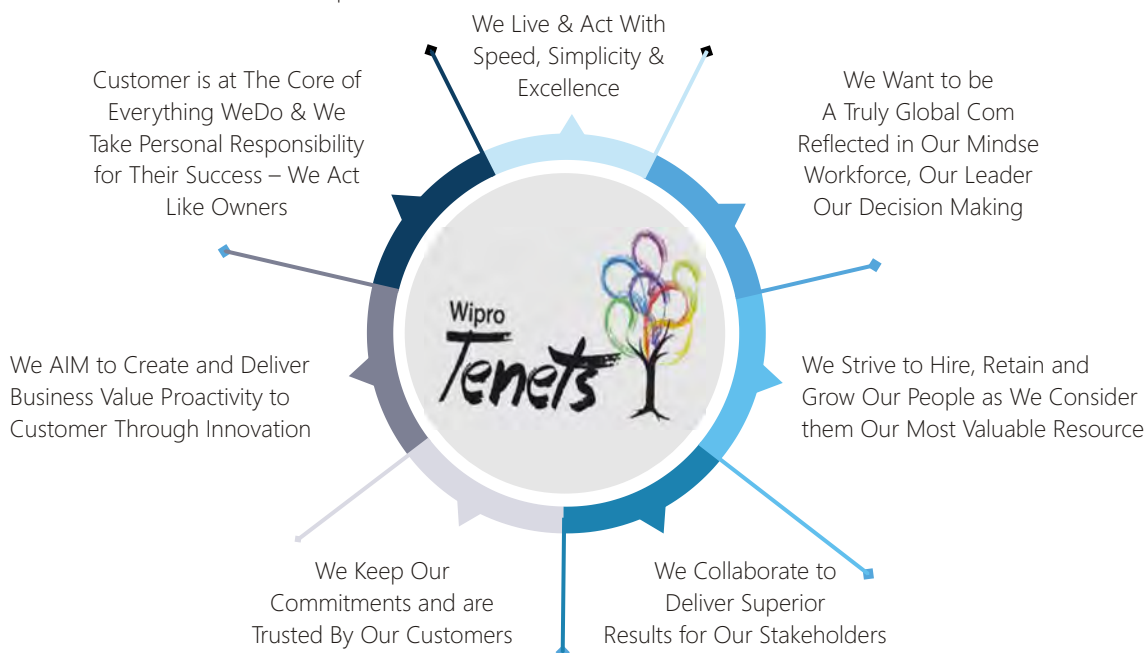 We Live & Act With
Speed, Simplicity &
Excellence
Customer is at The Core of
Everything WeDo & We
Take Personal Responsibility
for Their Success – We Act
Like Owners
We Want to be
A Truly Global Com
Reflected in Our Mindse
Workforce, Our Leader
Our Decision Making
Wipro
Tenets
We AIM to Create and Deliver
Business Value Proactivity to
Customer Through Innovation
We Strive to Hire, Retain and
Grow Our People as We Consider
them Our Most Valuable Resource
We Keep Our
Commitments and are
Trusted By Our Customers
We Collaborate to
Deliver Superior
Results for Our Stakeholders